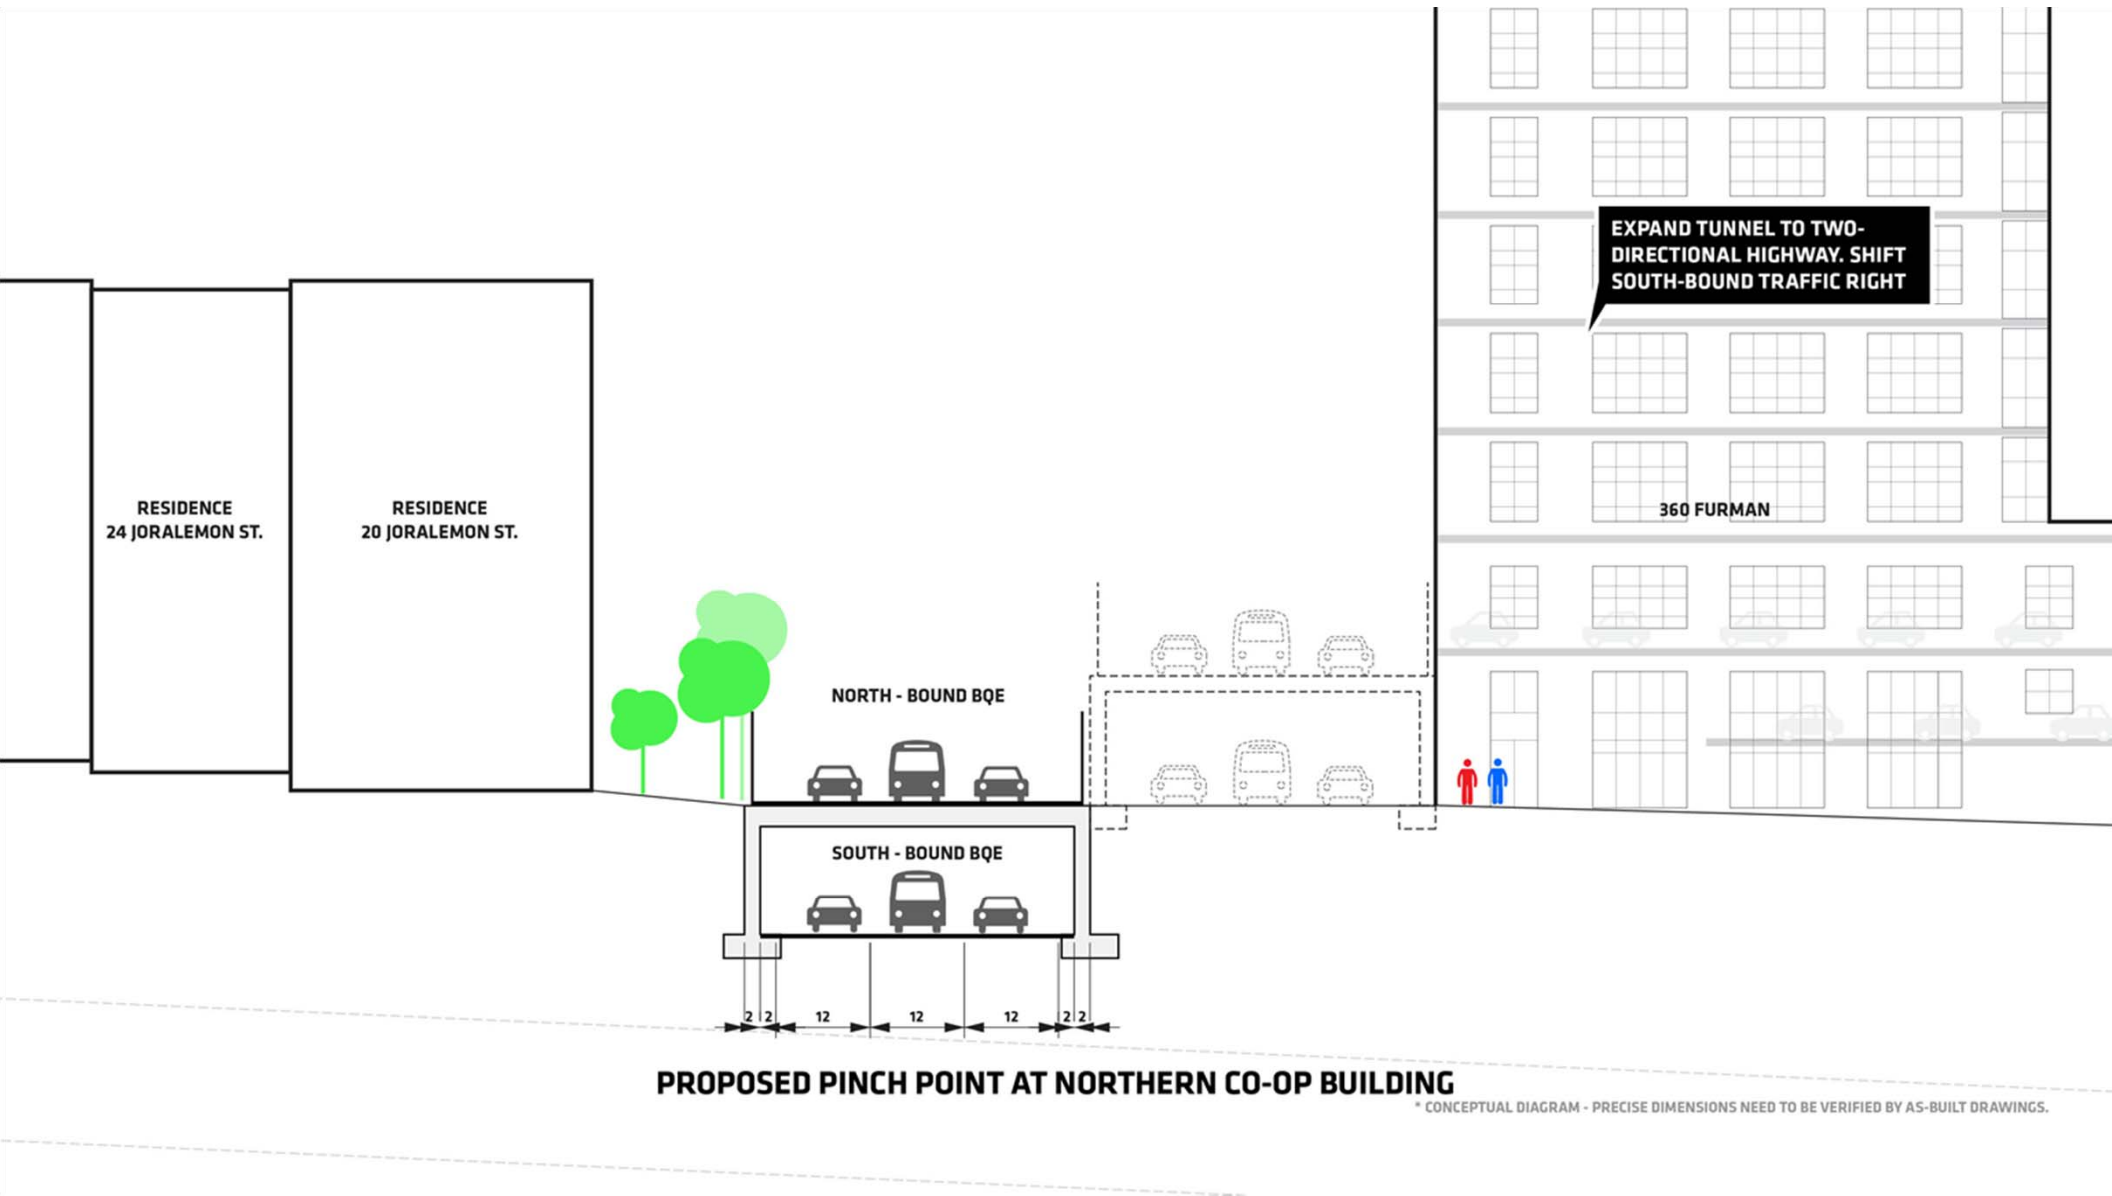 EXPAND TUNNEL TO TWO-
DIRECTIONAL HIGHWAY. SHIFT
SOUTH-BOUND TRAFFIC RIGHT
RESIDENCE
24 JORALEMON ST.
RESIDENCE
20 JORALEMON ST.
360 FURMAN
NORTH - BOUND BQE
SOUTH - BOUND BQE
2 2 12 12 12 2 2
PROPOSED PINCH POINT AT NORTHERN CO-OP BUILDING
* CONCEPTUAL DIAGRAM - PRECISE DIMENSIONS NEED TO BE VERIFIED BY AS-BUILT DRAWINGS.